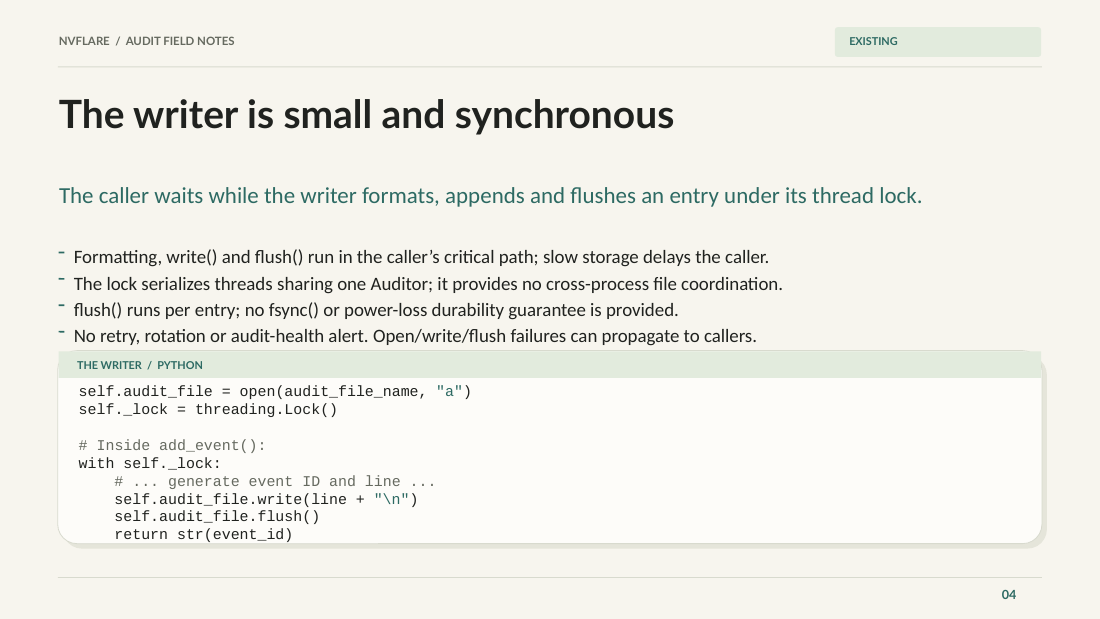 NVFLARE / AUDIT FIELD NOTES
EXISTING
The writer is small and synchronous
The caller waits while the writer formats, appends and flushes an entry under its thread lock.
- Formatting, write() and flush() run in the caller’s critical path; slow storage delays the caller.
- The lock serializes threads sharing one Auditor; it provides no cross-process file coordination.
- flush() runs per entry; no fsync() or power-loss durability guarantee is provided.
- No retry, rotation or audit-health alert. Open/write/flush failures can propagate to callers.
THE WRITER / PYTHON
self.audit_file = open(audit_file_name, "a")
self._lock = threading.Lock()
# Inside add_event():
with self._lock:
    # ... generate event ID and line ...
    self.audit_file.write(line + "\n")
    self.audit_file.flush()
    return str(event_id)
04